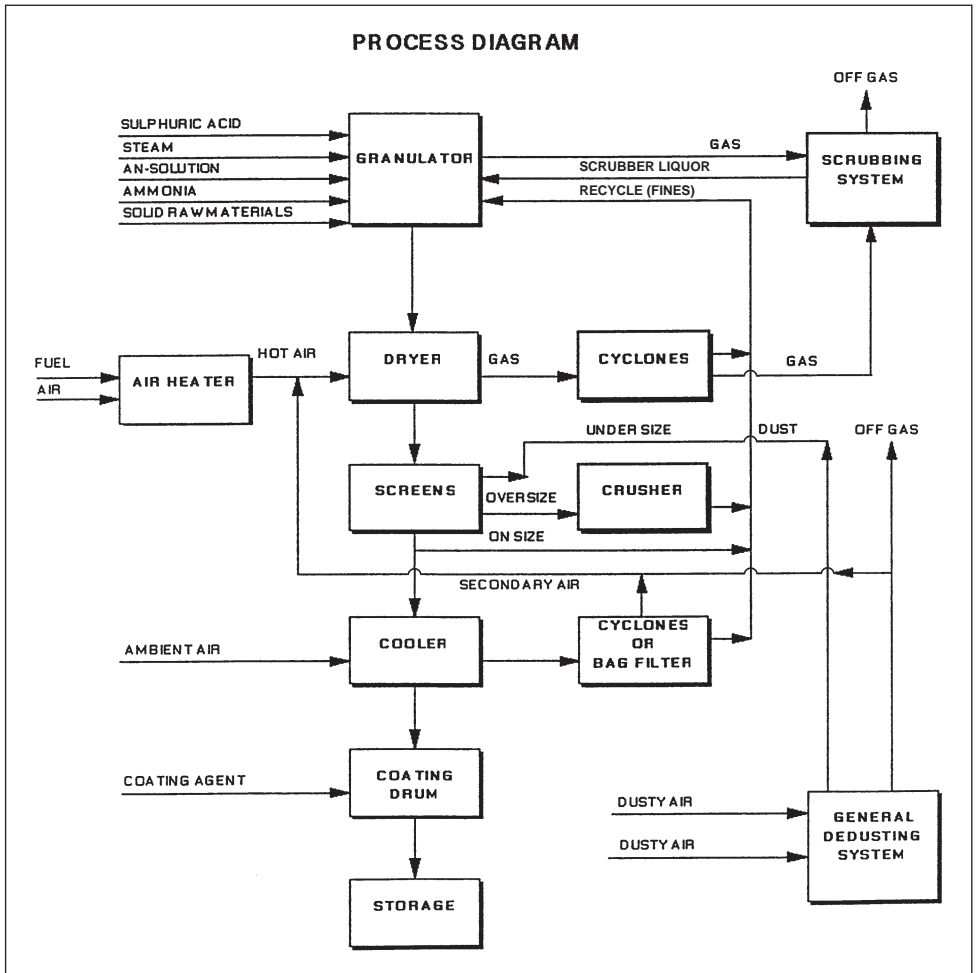 PROCESS DIAGRAM
OFF GAS
SULPHURIC ACID
STEAM
AN-SOLUTION
AMMONIA
SOLID RAW MATERIALS
GRANULATOR
GAS
SCRUBBER LIQUOR
RECYCLE (FINES)
SCRUBBING
SYSTEM
FUEL
AIR
AIR HEATER
HOT AIR
DRYER
GAS
CYCLONES
GAS
UNDER SIZE
DUST
OFF GAS
SCREENS
OVERSIZE
CRUSHER
ON SIZE
SECONDARY AIR
AMBIENT AIR
COOLER
CYCLONES
OR
BAG FILTER
COATING AGENT
COATING
DRUM
DUSTY AIR
DUSTY AIR
GENERAL
DEDUSTING
SYSTEM
STORAGE